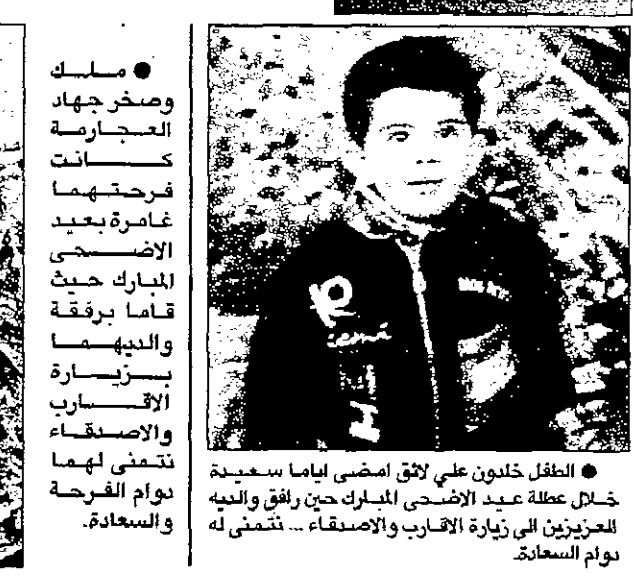 ● الطفل خلدون علي لائق امضى اياما سعيدة
خلال عطلة عيد الاضحى المبارك حين رافق والديه
العزيزين الى زيارة الاقارب والاصدقاء ... نتمنى له
دوام السعادة.
● ملك
وصخر جهاد
العجارمة
كانت
فرحتهما
غامرة بعيد
الاضحى
المبارك حيث
قاما برفقة
والديهما
بزيارة
الاقارب
والاصدقاء
نتمنى لهما
دوام الفرحة
والسعادة.